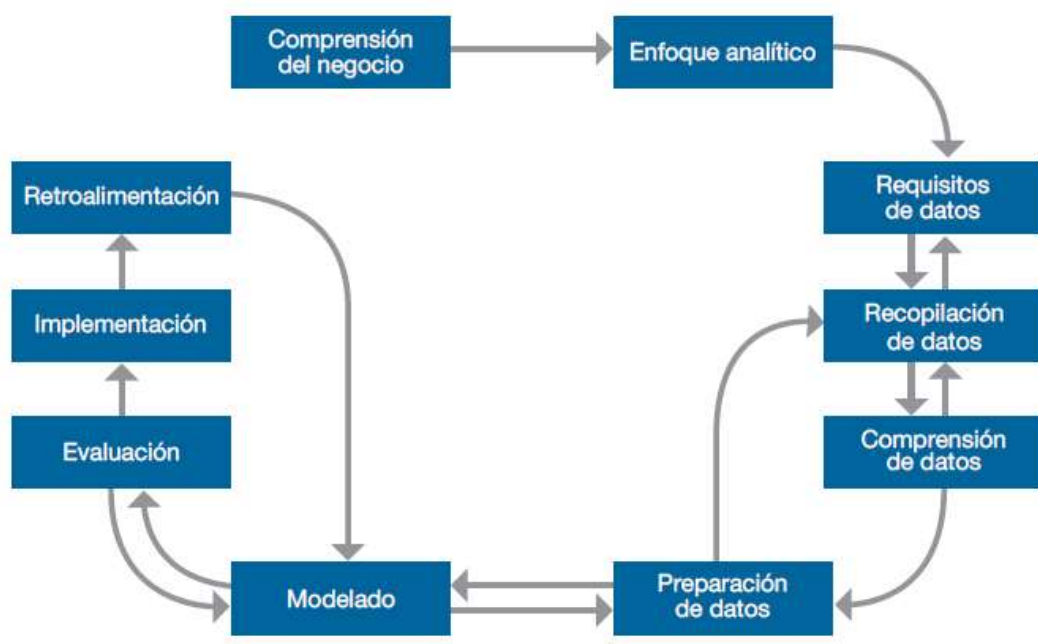 Comprensión
del negocio
Enfoque analítico
Requisitos
de datos
Recopilación
de datos
Comprensión
de datos
Preparación
de datos
Modelado
Evaluación
Implementación
Retroalimentación